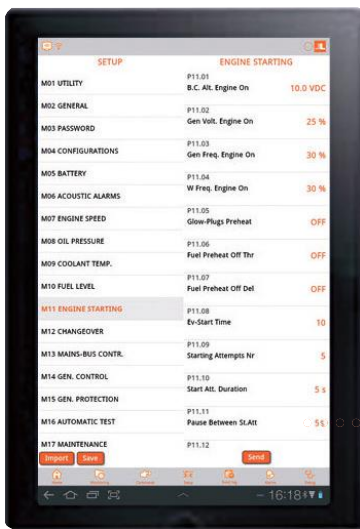 SETUP
ENGINE STARTING
M01 UTILITY
M02 GENERAL
M03 PASSWORD
M04 CONFIGURATIONS
M05 BATTERY
M06 ACOUSTIC ALARMS
M07 ENGINE SPEED
M08 OIL PRESSURE
M09 COOLANT TEMP.
M10 FUEL LEVEL
M11 ENGINE STARTING
M12 CHANGEOVER
M13 MAINS-BUS CONTR.
M14 GEN. CONTROL
M15 GEN. PROTECTION
M16 AUTOMATIC TEST
M17 MAINTENANCE
P11.01
B.C. Alt. Engine On 10.0 VDC
P11.02
Gen Volt. Engine On 25 %
P11.03
Gen Freq. Engine On 30 %
P11.04
W Freq. Engine On 30 %
P11.05
Glow-Plugs Preheat OFF
P11.06
Fuel Preheat Off Thr OFF
P11.07
Fuel Preheat Off Del OFF
P11.08
Ev-Start Time 10
P11.09
Starting Attempts Nr 5
P11.10
Start Att. Duration 5 s
P11.11
Pause Between St.Att 5 s
P11.12
Import Save Send
16:18